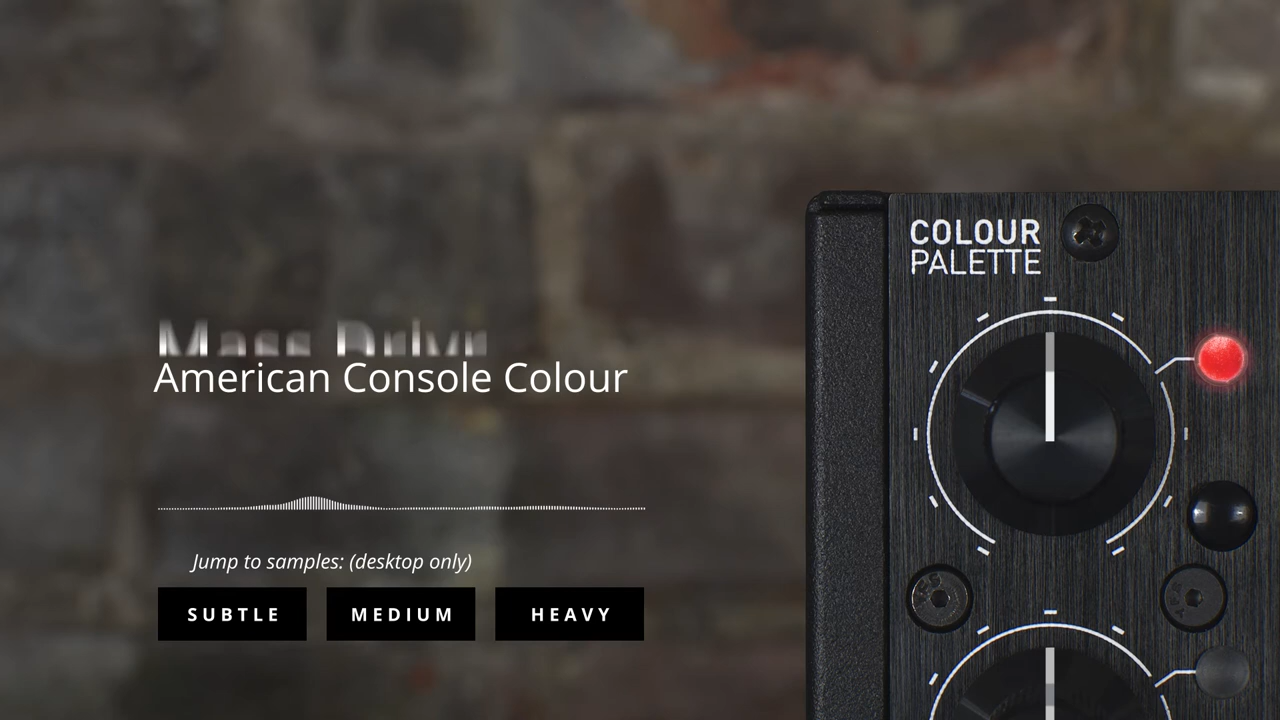 COLOUR
PALETTE
American Console Colour
Jump to samples: (desktop only)
SUBTLE
MEDIUM
HEAVY